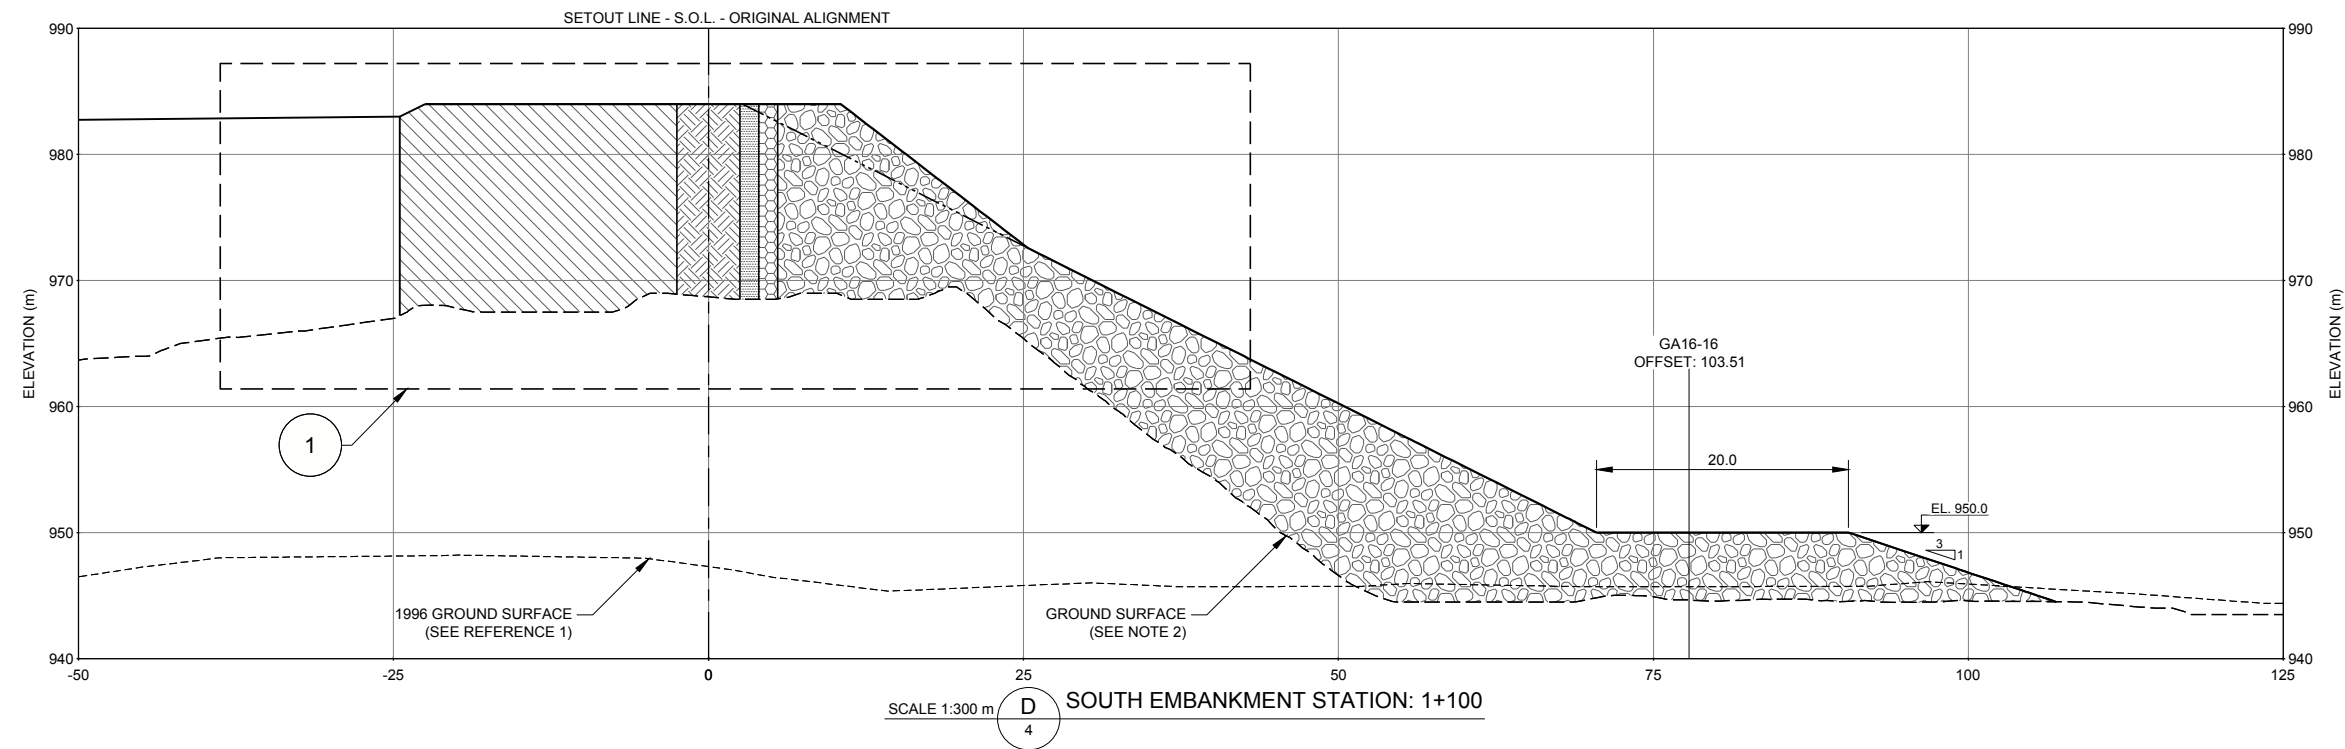 SETOUT LINE - S.O.L. - ORIGINAL ALIGNMENT
990
990
980
980
970
970
ELEVATION (m)
ELEVATION (m)
GA16-16
OFFSET: 103.51
960
960
1
20.0
EL. 950.0
950
950
3
1
1996 GROUND SURFACE
(SEE REFERENCE 1)
GROUND SURFACE
(SEE NOTE 2)
940
940
-50
-25
0
25
50
75
100
125
SCALE 1:300 m
D
4
SOUTH EMBANKMENT STATION: 1+100